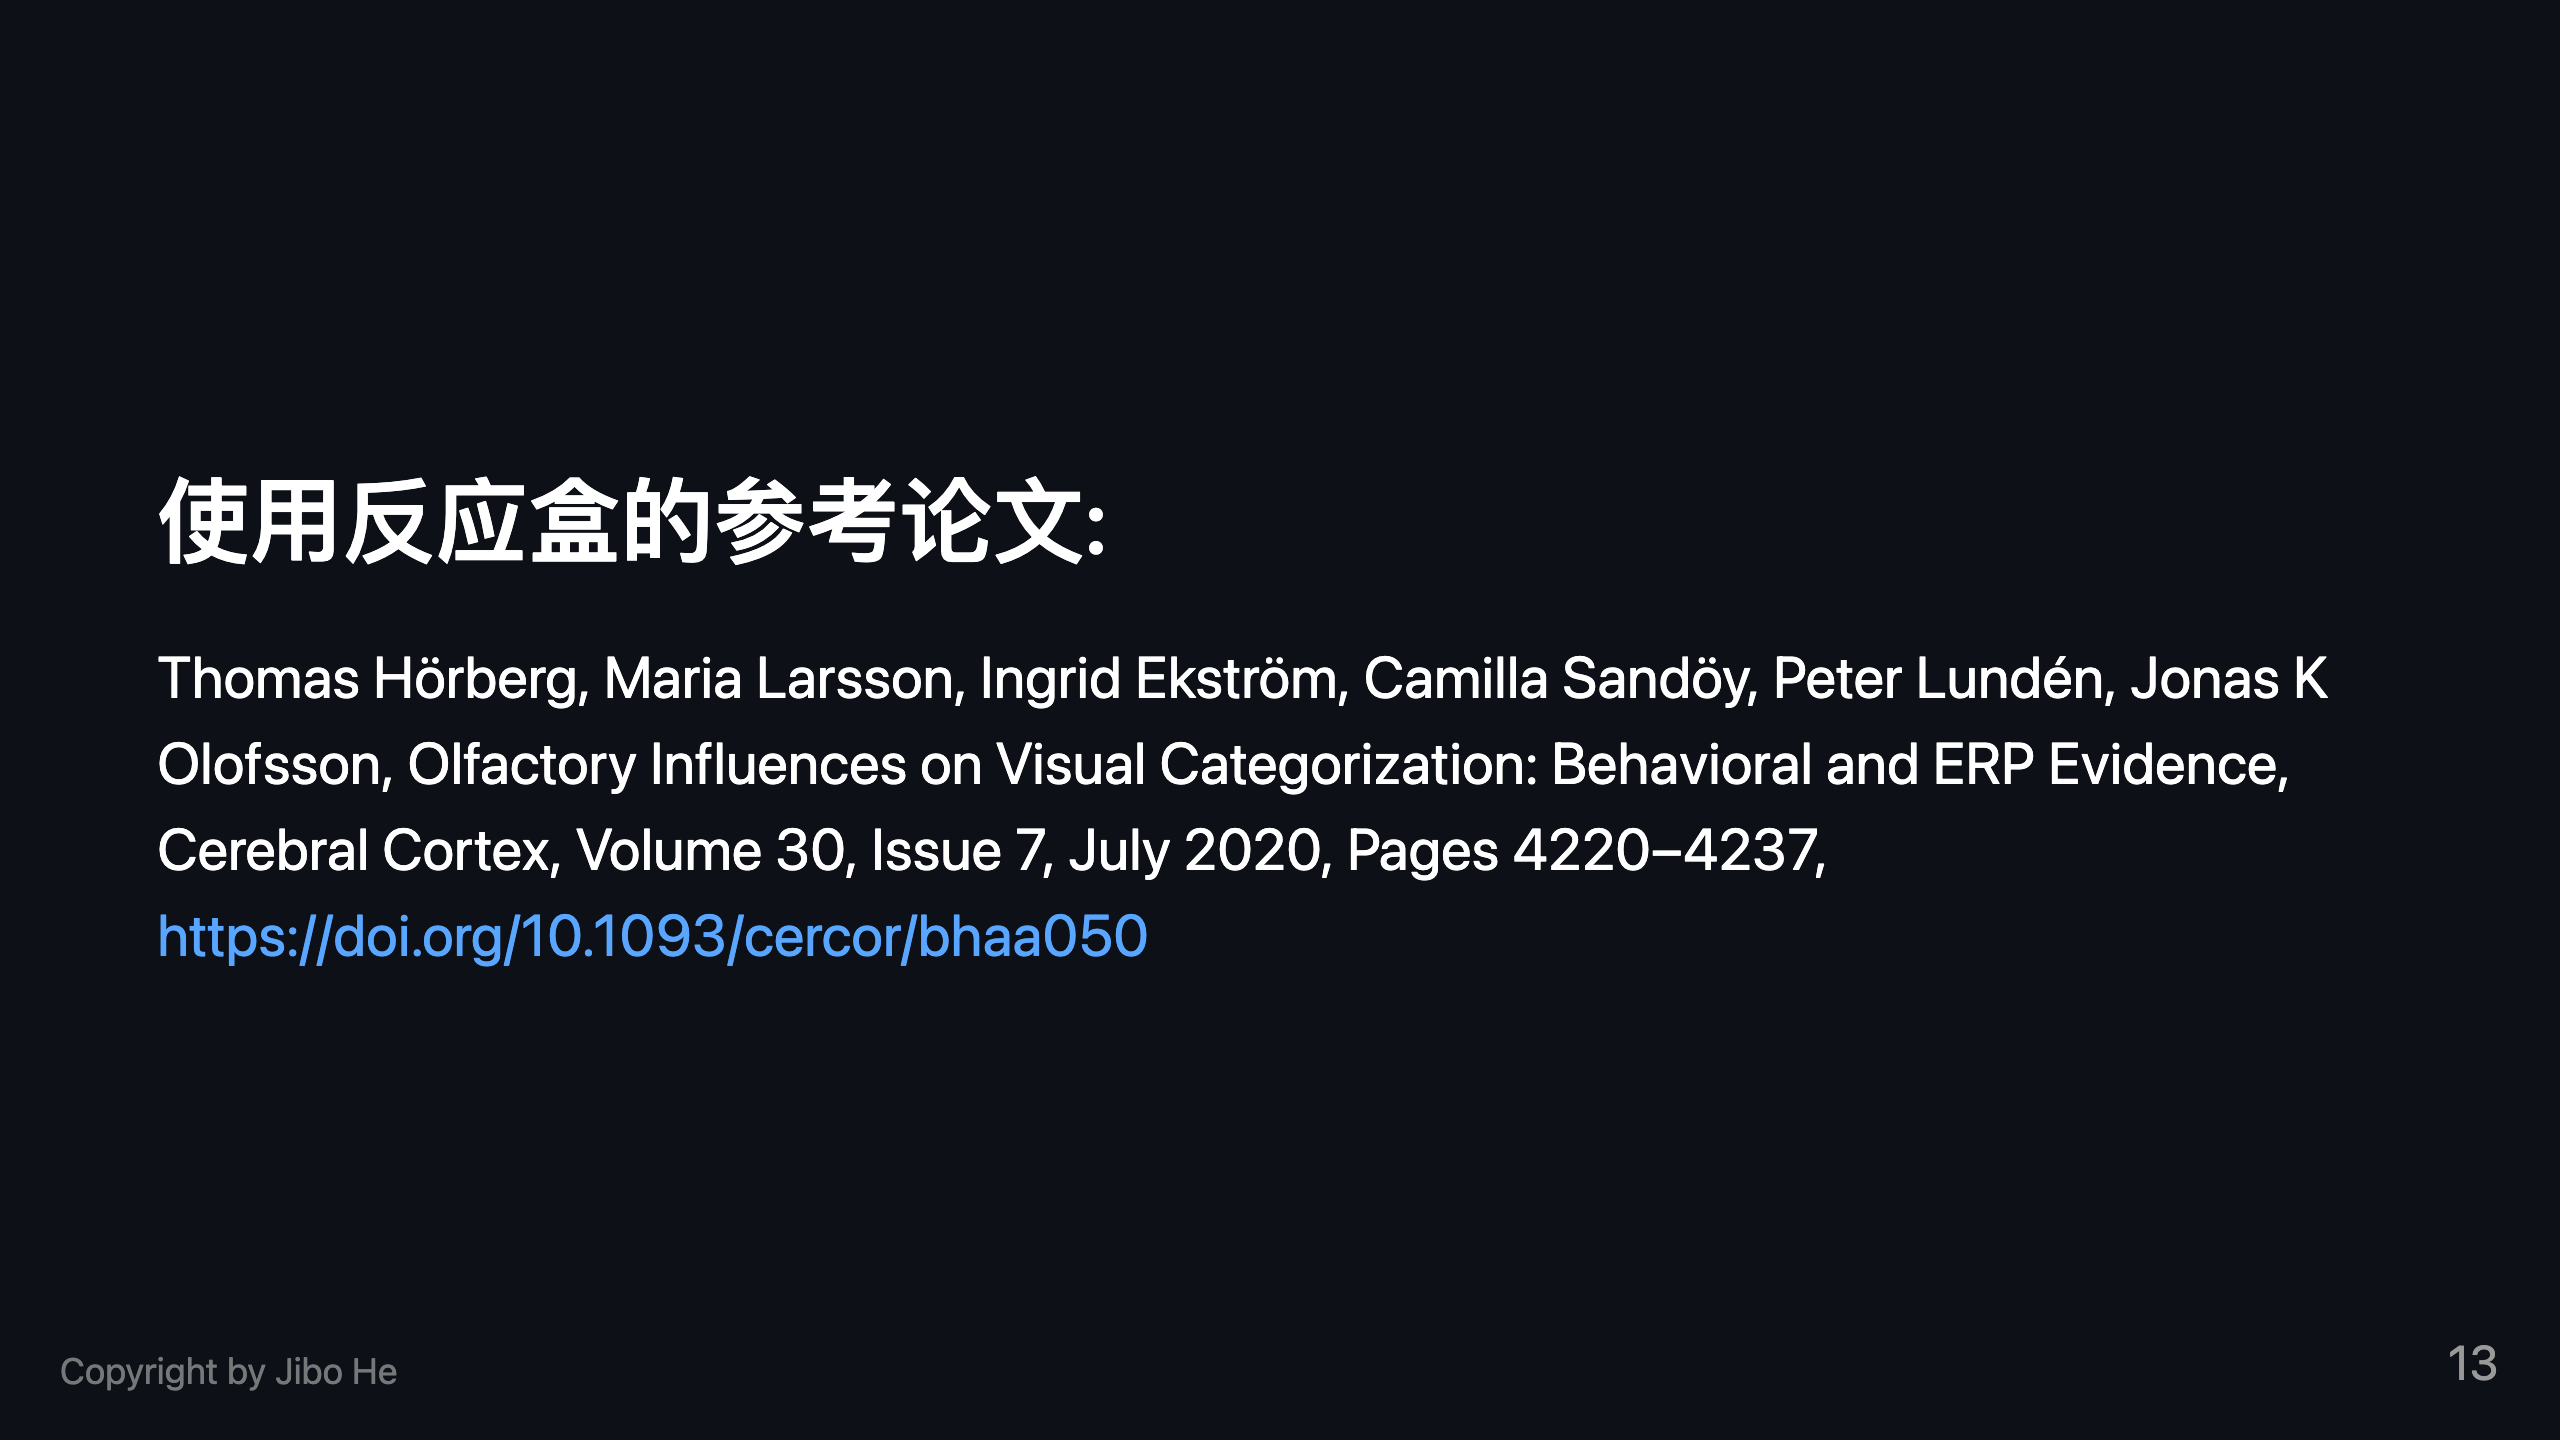 使用反应盒的参考论文:
Thomas Hörberg, Maria Larsson, Ingrid Ekström, Camilla Sandöy, Peter Lundén, Jonas K
Olofsson, Olfactory Influences on Visual Categorization: Behavioral and ERP Evidence,
Cerebral Cortex, Volume 30, Issue 7, July 2020, Pages 4220–4237,
https://doi.org/10.1093/cercor/bhaa050
Copyright by Jibo He
13